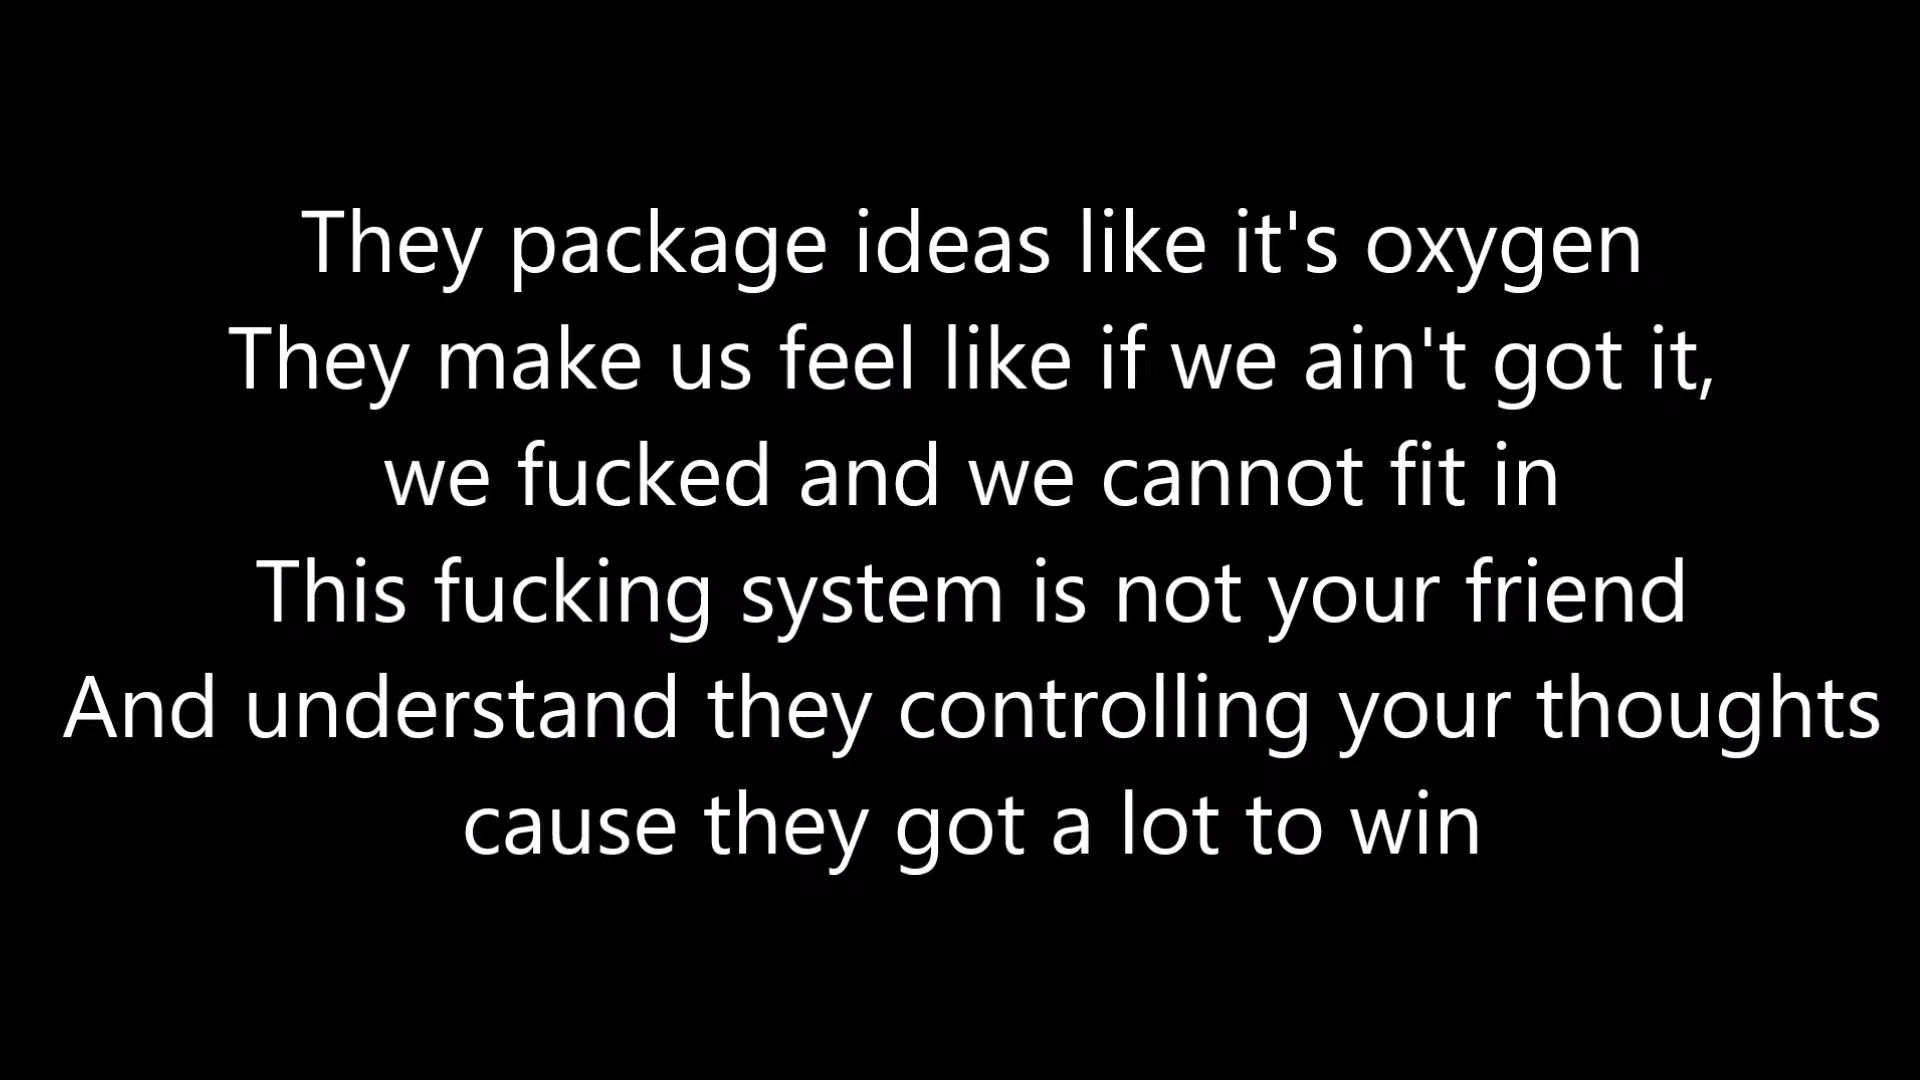 They package ideas like it's oxygen
They make us feel like if we ain't got it,
we fucked and we cannot fit in
This fucking system is not your friend
And understand they controlling your thoughts
cause they got a lot to win